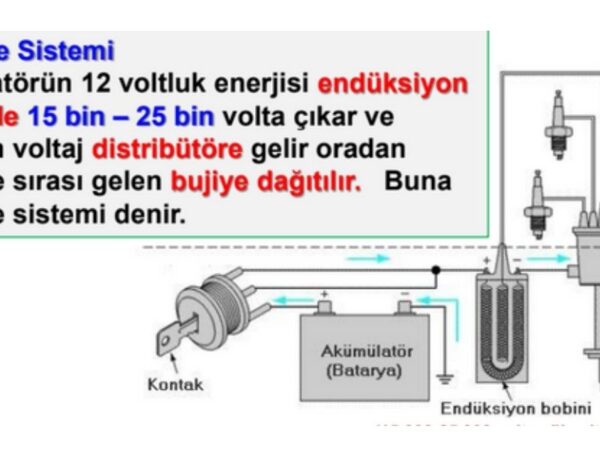 e Sistemi
atörün 12 voltluk enerjisi endüksiyon
de 15 bin – 25 bin volta çıkar ve
voltaj distribütöre gelir oradan
e sırası gelen bujiye dağıtılır. Buna
e sistemi denir.
+ -
+ -
Akümülatör
(Batarya)
Kontak
Endüksiyon bobini